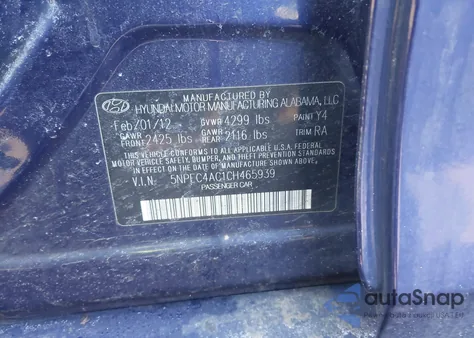 MANUFACTURED BY
HYUNDAI MOTOR MANUFACTURING ALABAMA, LLC
Feb/01/12 GVWR 4299 lbs PAINT Y4
GAWR FRONT 2425 lbs GAWR REAR 2116 lbs TRIM RA
THIS VEHICLE CONFORMS TO ALL APPLICABLE U.S.A. FEDERAL
MOTOR VEHICLE SAFETY, BUMPER, AND THEFT PREVENTION STANDARDS
IN EFFECT ON THE DATE OF MANUFACTURE SHOWN ABOVE.
V.I.N. 5NPEC4AC1CH465939
PASSENGER CAR
autoSnap